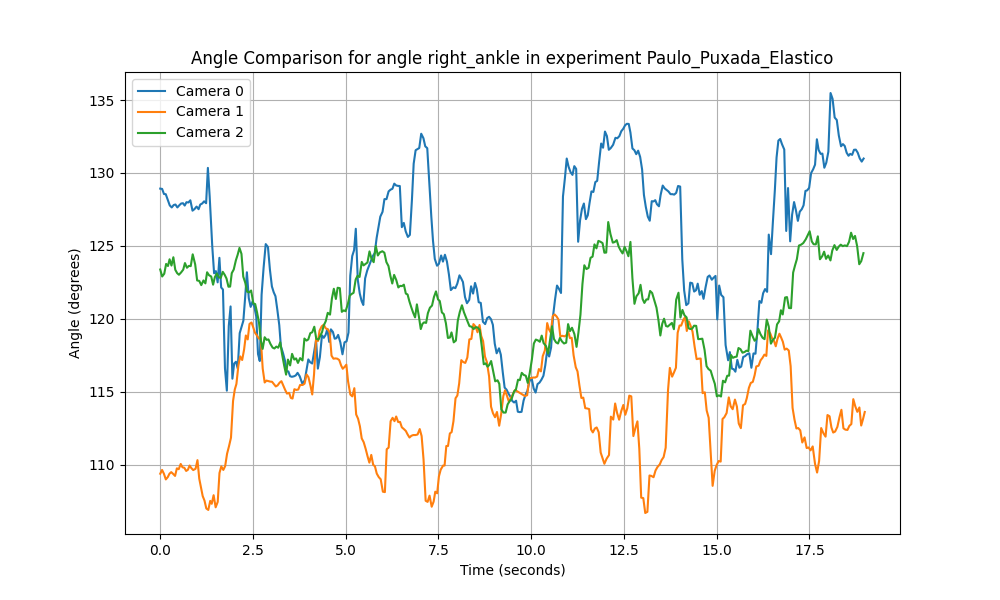 Angle Comparison for angle right_ankle in experiment Paulo_Puxada_Elastico
Camera 0
Camera 1
Camera 2
135
130
125
120
115
110
Angle (degrees)
0.0 2.5 5.0 7.5 10.0 12.5 15.0 17.5
Time (seconds)